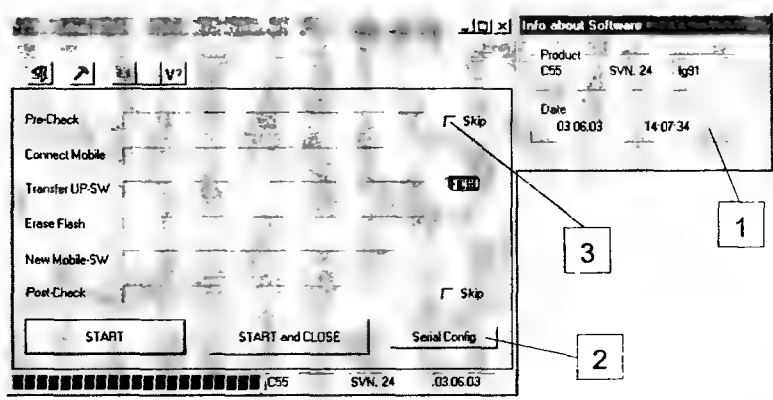 Info about Software
Product
C55 SVN. 24 lg91
Date
03.06.03 14:07:34
V?
Pre-Check Skip
Connect Mobile
Transfer UP-SW
Erase Flash
New Mobile-SW
Post-Check Skip
START START and CLOSE Serial Config
C55 SVN. 24 03.06.03
1
3
2